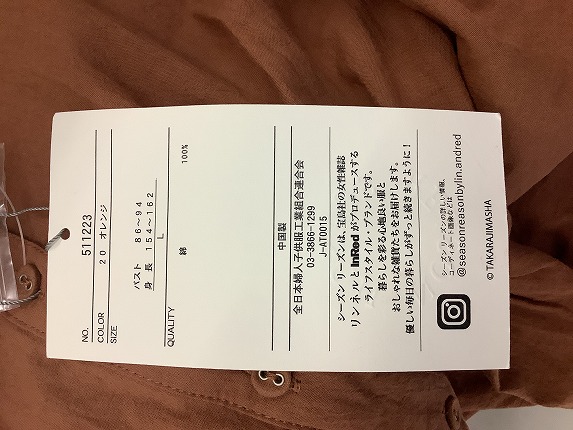 NO. 511223
COLOR 20 オレンジ
SIZE
バスト 86〜94
身長 154〜162
L
QUALITY
綿 100%
中国製
全日本婦人子供服工業組合連合会
03-3866-1299
J-AT0015
シーズン リーズンは、宝島社の女性雑誌
リンネルとInRedがプロデュースする
ライフスタイル・ブランドです。
暮らしを彩る心地良い服と
おしゃれな雑貨たちをお届けします。
優しい毎日の暮らしがずっと続きますように！
シーズン リーズンの詳しい情報、
コーディネート画像などは
@seasonreasonbylin.andred
© TAKARAJIMASHA